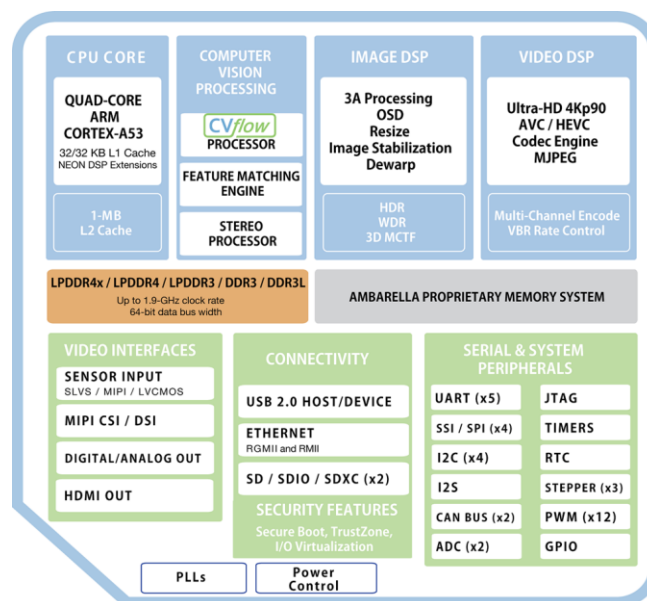 CPU CORE
QUAD-CORE
ARM
CORTEX-A53
32/32 KB L1 Cache
NEON DSP Extensions
1-MB
L2 Cache
COMPUTER
VISION
PROCESSING
CVflow
PROCESSOR
FEATURE MATCHING
ENGINE
STEREO
PROCESSOR
IMAGE DSP
3A Processing
OSD
Resize
Image Stabilization
Dewarp
HDR
WDR
3D MCTF
VIDEO DSP
Ultra-HD 4Kp90
AVC / HEVC
Codec Engine
MJPEG
Multi-Channel Encode
VBR Rate Control
LPDDR4x / LPDDR4 / LPDDR3 / DDR3 / DDR3L
Up to 1.9-GHz clock rate
64-bit data bus width
AMBARELLA PROPRIETARY MEMORY SYSTEM
VIDEO INTERFACES
SENSOR INPUT
SLVS / MIPI / LVCMOS
MIPI CSI / DSI
DIGITAL/ANALOG OUT
HDMI OUT
CONNECTIVITY
USB 2.0 HOST/DEVICE
ETHERNET
RGMII and RMII
SD / SDIO / SDXC (x2)
SECURITY FEATURES
Secure Boot, TrustZone,
I/O Virtualization
SERIAL & SYSTEM
PERIPHERALS
UART (x5)
JTAG
SSI / SPI (x4)
TIMERS
I2C (x4)
RTC
I2S
STEPPER (x3)
CAN BUS (x2)
PWM (x12)
ADC (x2)
GPIO
PLLs
Power
Control